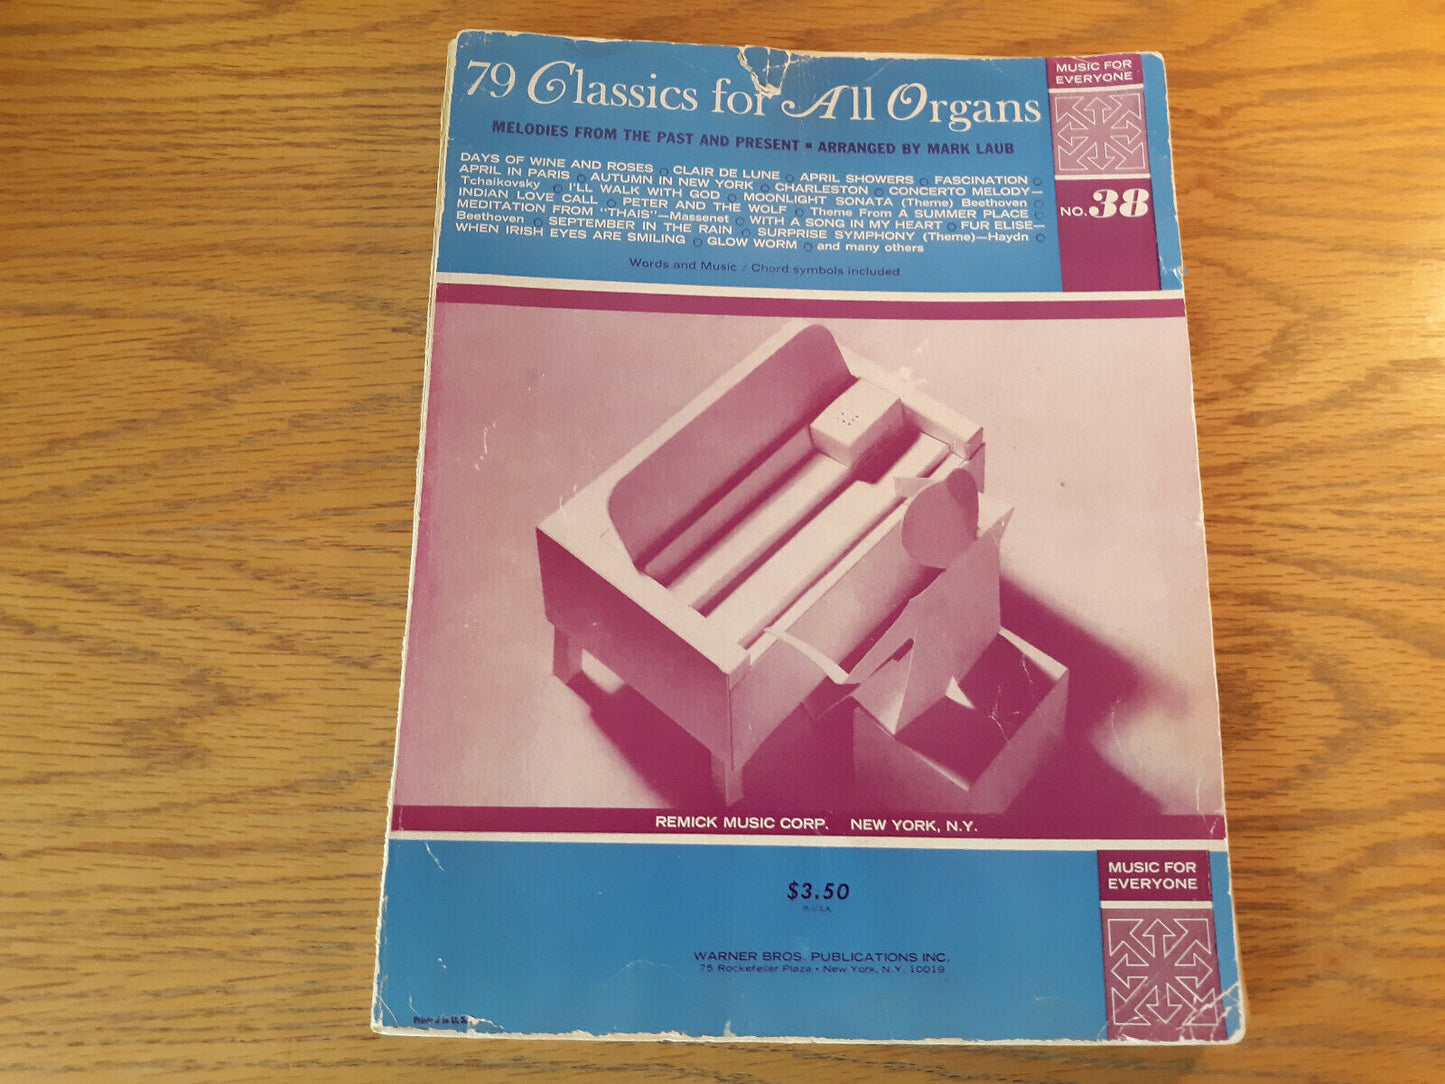 79 Classics for All Organs
MELODIES FROM THE PAST AND PRESENT ▪ ARRANGED BY MARK LAUB
DAYS OF WINE AND ROSES ○ CLAIR DE LUNE ○ APRIL SHOWERS ○ FASCINATION ○
APRIL IN PARIS ○ AUTUMN IN NEW YORK ○ CHARLESTON ○ CONCERTO MELODY—
Tchaikovsky ○ I'LL WALK WITH GOD ○ MOONLIGHT SONATA (Theme) Beethoven ○
INDIAN LOVE CALL ○ PETER AND THE WOLF ○ Theme From A SUMMER PLACE ○
MEDITATION FROM "THAIS"—Massenet ○ WITH A SONG IN MY HEART ○ FUR ELISE—
Beethoven ○ SEPTEMBER IN THE RAIN ○ SURPRISE SYMPHONY (Theme)—Haydn ○
WHEN IRISH EYES ARE SMILING ○ GLOW WORM ○ and many others
Words and Music / Chord symbols included
MUSIC FOR
EVERYONE
NO. 38
REMICK MUSIC CORP. NEW YORK, N.Y.
$3.50
IN U.S.A.
WARNER BROS. PUBLICATIONS INC.
75 Rockefeller Plaza • New York, N.Y. 10019
MUSIC FOR
EVERYONE
Printed in U.S.A.